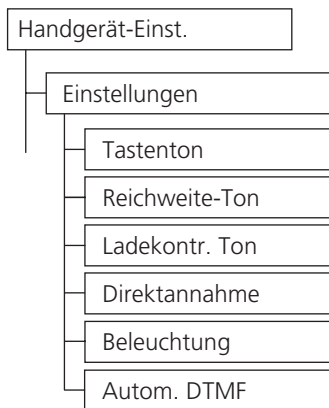 Handgerät-Einst.
Einstellungen
Tastenton
Reichweite-Ton
Ladekontr. Ton
Direktannahme
Beleuchtung
Autom. DTMF